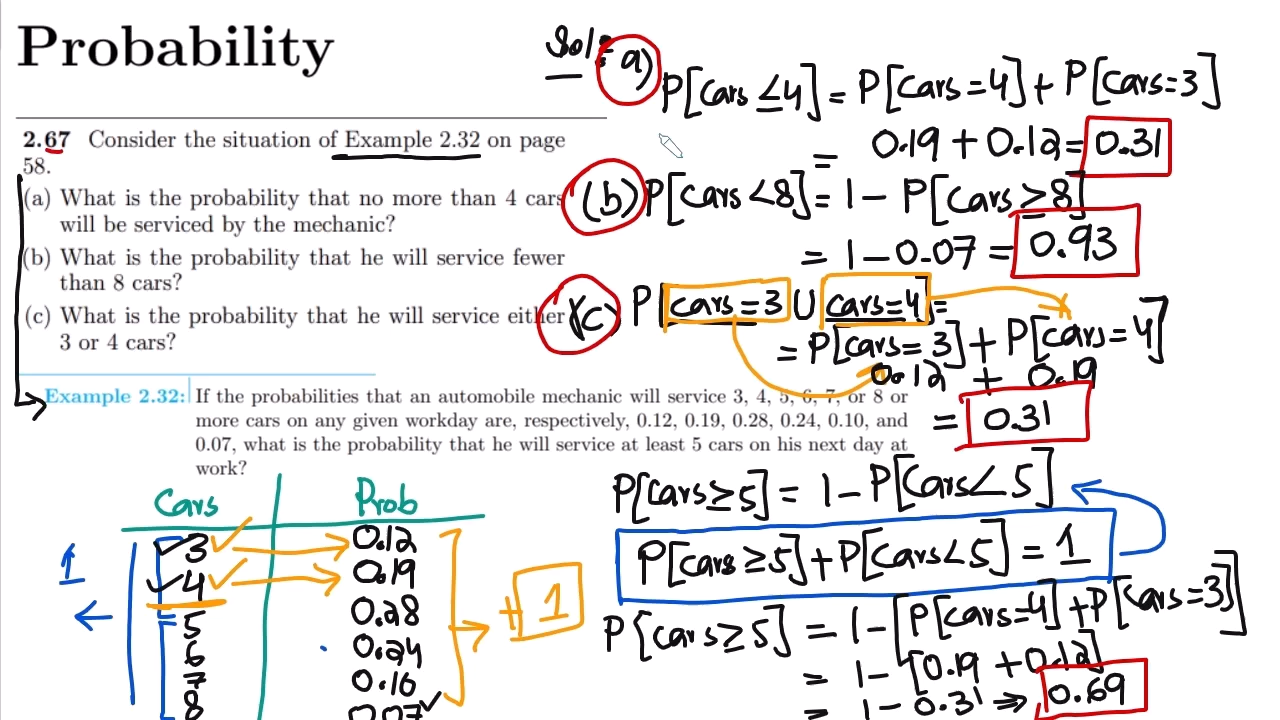 Probability
2.67 Consider the situation of Example 2.32 on page
58.
(a) What is the probability that no more than 4 cars
will be serviced by the mechanic?
(b) What is the probability that he will service fewer
than 8 cars?
(c) What is the probability that he will service either
3 or 4 cars?
Example 2.32: If the probabilities that an automobile mechanic will service 3, 4, 5, 6, 7, or 8 or
more cars on any given workday are, respectively, 0.12, 0.19, 0.28, 0.24, 0.10, and
0.07, what is the probability that he will service at least 5 cars on his next day at
work?
Cars Prob
3 0.12
4 0.19
5 0.28
6 0.24
7 0.10
8 0.07
1
+ 1
Sol: a)
P[Cars ≤ 4] = P[Cars = 4] + P[Cars = 3]
= 0.19 + 0.12 = 0.31
(b) P[Cars < 8] = 1 - P[Cars ≥ 8]
= 1 - 0.07 = 0.93
(c) P[cars = 3 U cars = 4] =
= P[cars = 3] + P[cars = 4]
0.12 + 0.19
= 0.31
P[Cars ≥ 5] = 1 - P[Cars < 5]
P[Cars ≥ 5] + P[Cars < 5] = 1
P[Cars ≥ 5] = 1 - [P[Cars = 4] + P[Cars = 3]]
= 1 - [0.19 + 0.12]
= 1 - 0.31 ⇒ 0.69